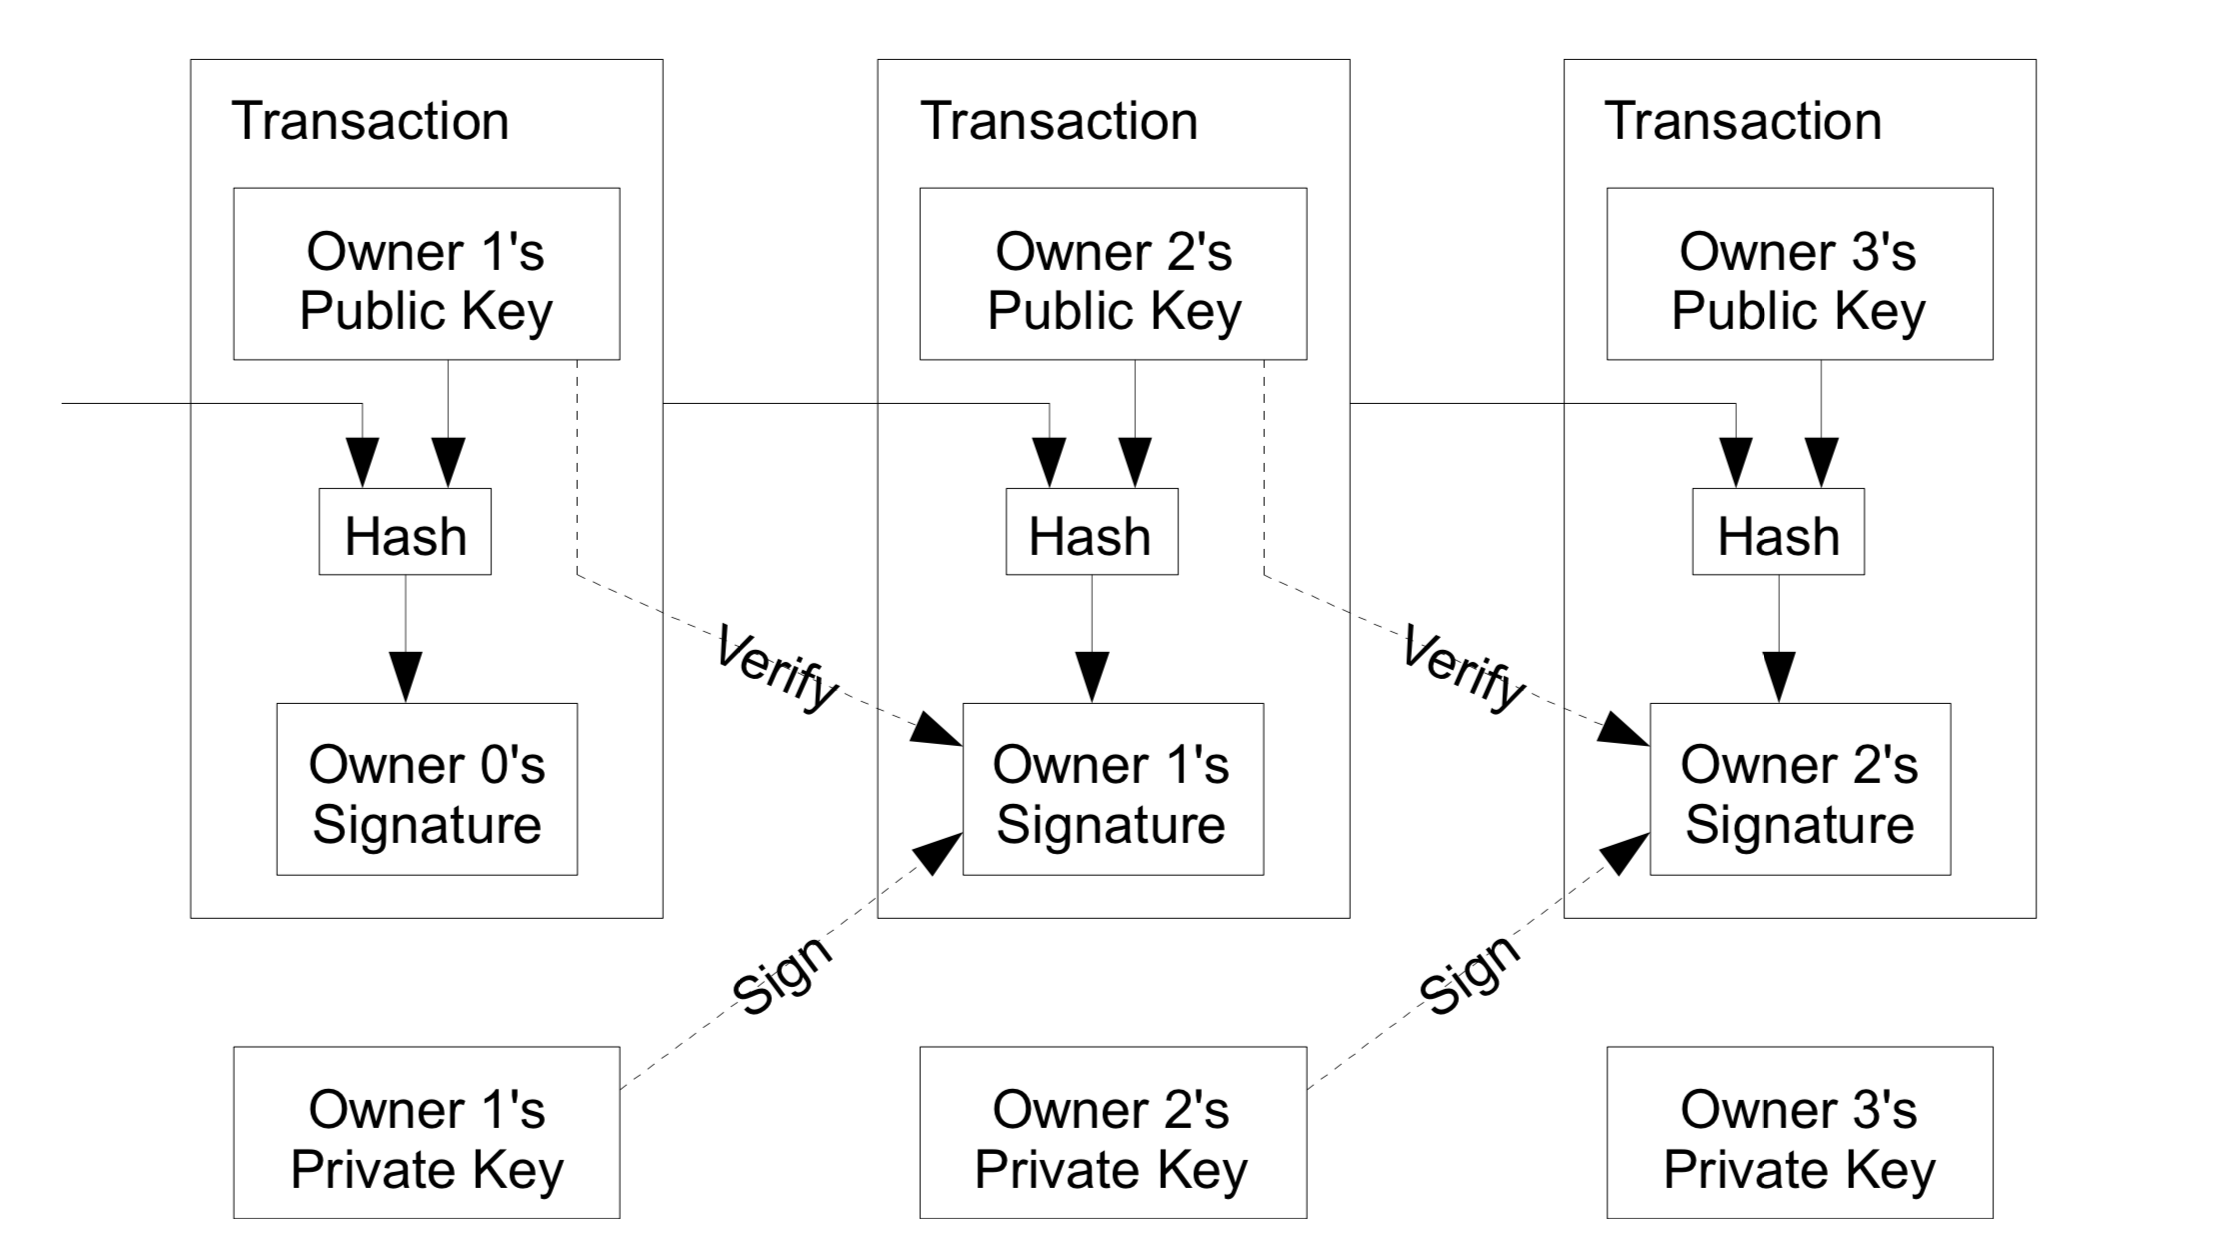 Transaction
Owner 1's
Public Key
Hash
Owner 0's
Signature
Transaction
Owner 2's
Public Key
Hash
Owner 1's
Signature
Transaction
Owner 3's
Public Key
Hash
Owner 2's
Signature
Verify
Verify
Sign
Sign
Owner 1's
Private Key
Owner 2's
Private Key
Owner 3's
Private Key